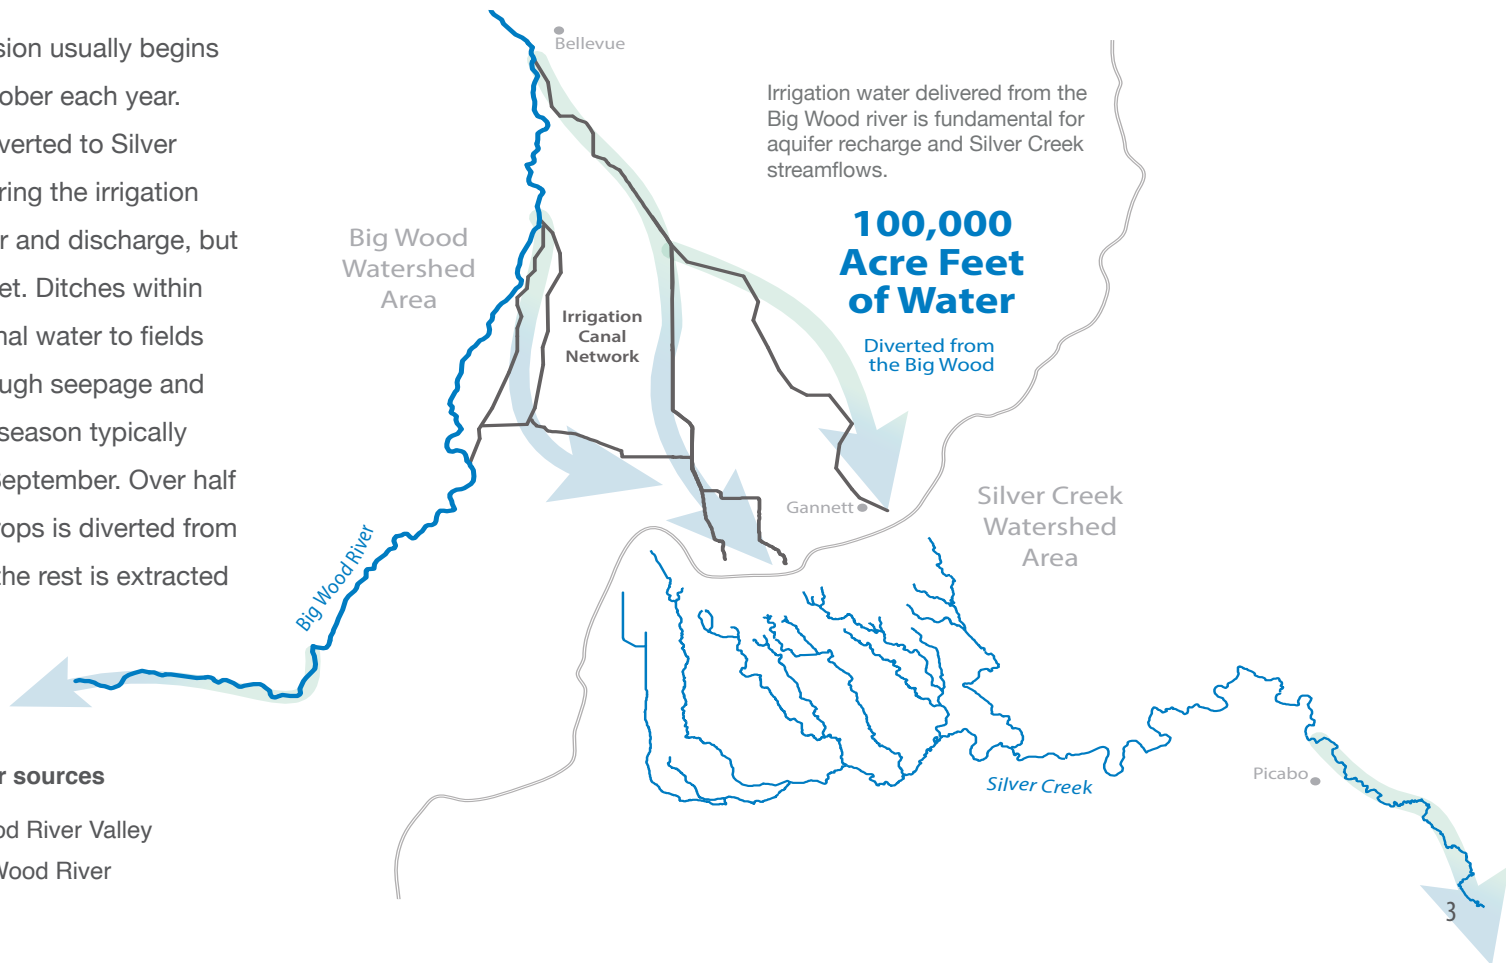 sion usually begins
ober each year.
verted to Silver
ring the irrigation
r and discharge, but
et. Ditches within
nal water to fields
ugh seepage and
season typically
September. Over half
rops is diverted from
the rest is extracted
r sources
od River Valley
Wood River
Bellevue
Irrigation water delivered from the
Big Wood river is fundamental for
aquifer recharge and Silver Creek
streamflows.
100,000
Acre Feet
of Water
Diverted from
the Big Wood
Big Wood
Watershed
Area
Irrigation
Canal
Network
Gannett
Silver Creek
Watershed
Area
Big Wood River
Silver Creek
Picabo
3